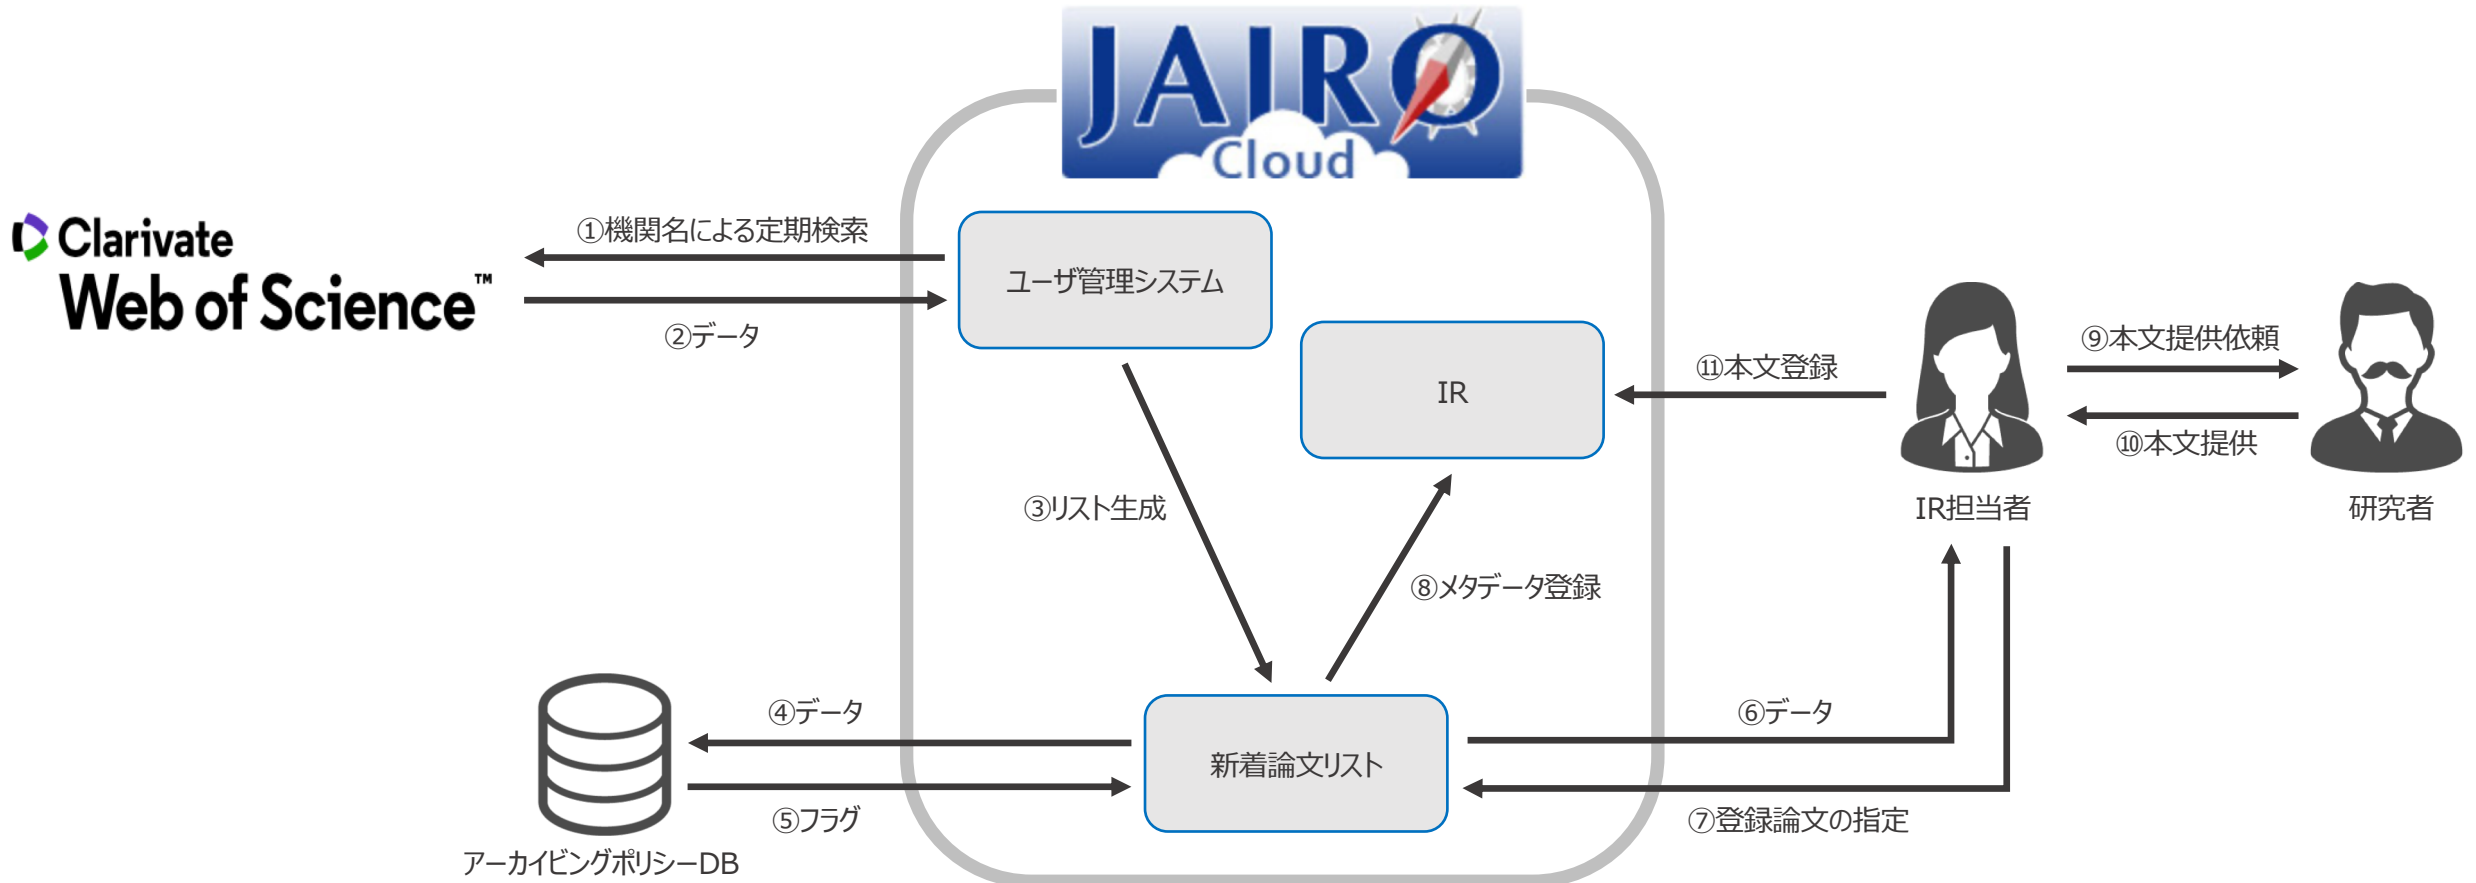 JAIRO
Cloud
Clarivate
Web of Science™
①機関名による定期検索
②データ
ユーザ管理システム
IR
⑪本文登録
⑨本文提供依頼
⑩本文提供
IR担当者
研究者
③リスト生成
⑧メタデータ登録
④データ
⑤フラグ
アーカイビングポリシーDB
新着論文リスト
⑥データ
⑦登録論文の指定